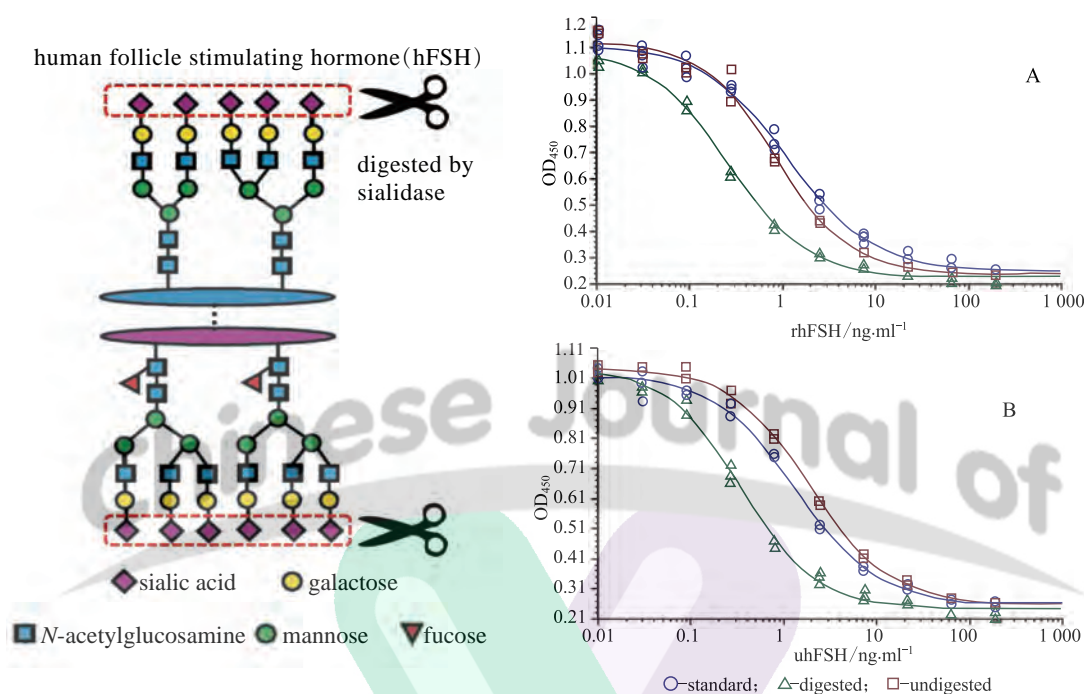 human follicle stimulating hormone(hFSH)
digested by
sialidase
sialic acid
galactose
N-acetylglucosamine
mannose
fucose
A
OD450
1.2
1.1
1.0
0.9
0.8
0.7
0.6
0.5
0.4
0.3
0.2
0.01
0.1
1
10
100
1 000
rhFSH/ng·ml⁻¹
B
OD450
1.11
1.01
0.91
0.81
0.71
0.61
0.51
0.41
0.31
0.21
0.01
0.1
1
10
100
1 000
uhFSH/ng·ml⁻¹
standard; digested; undigested
Chinese Journal of